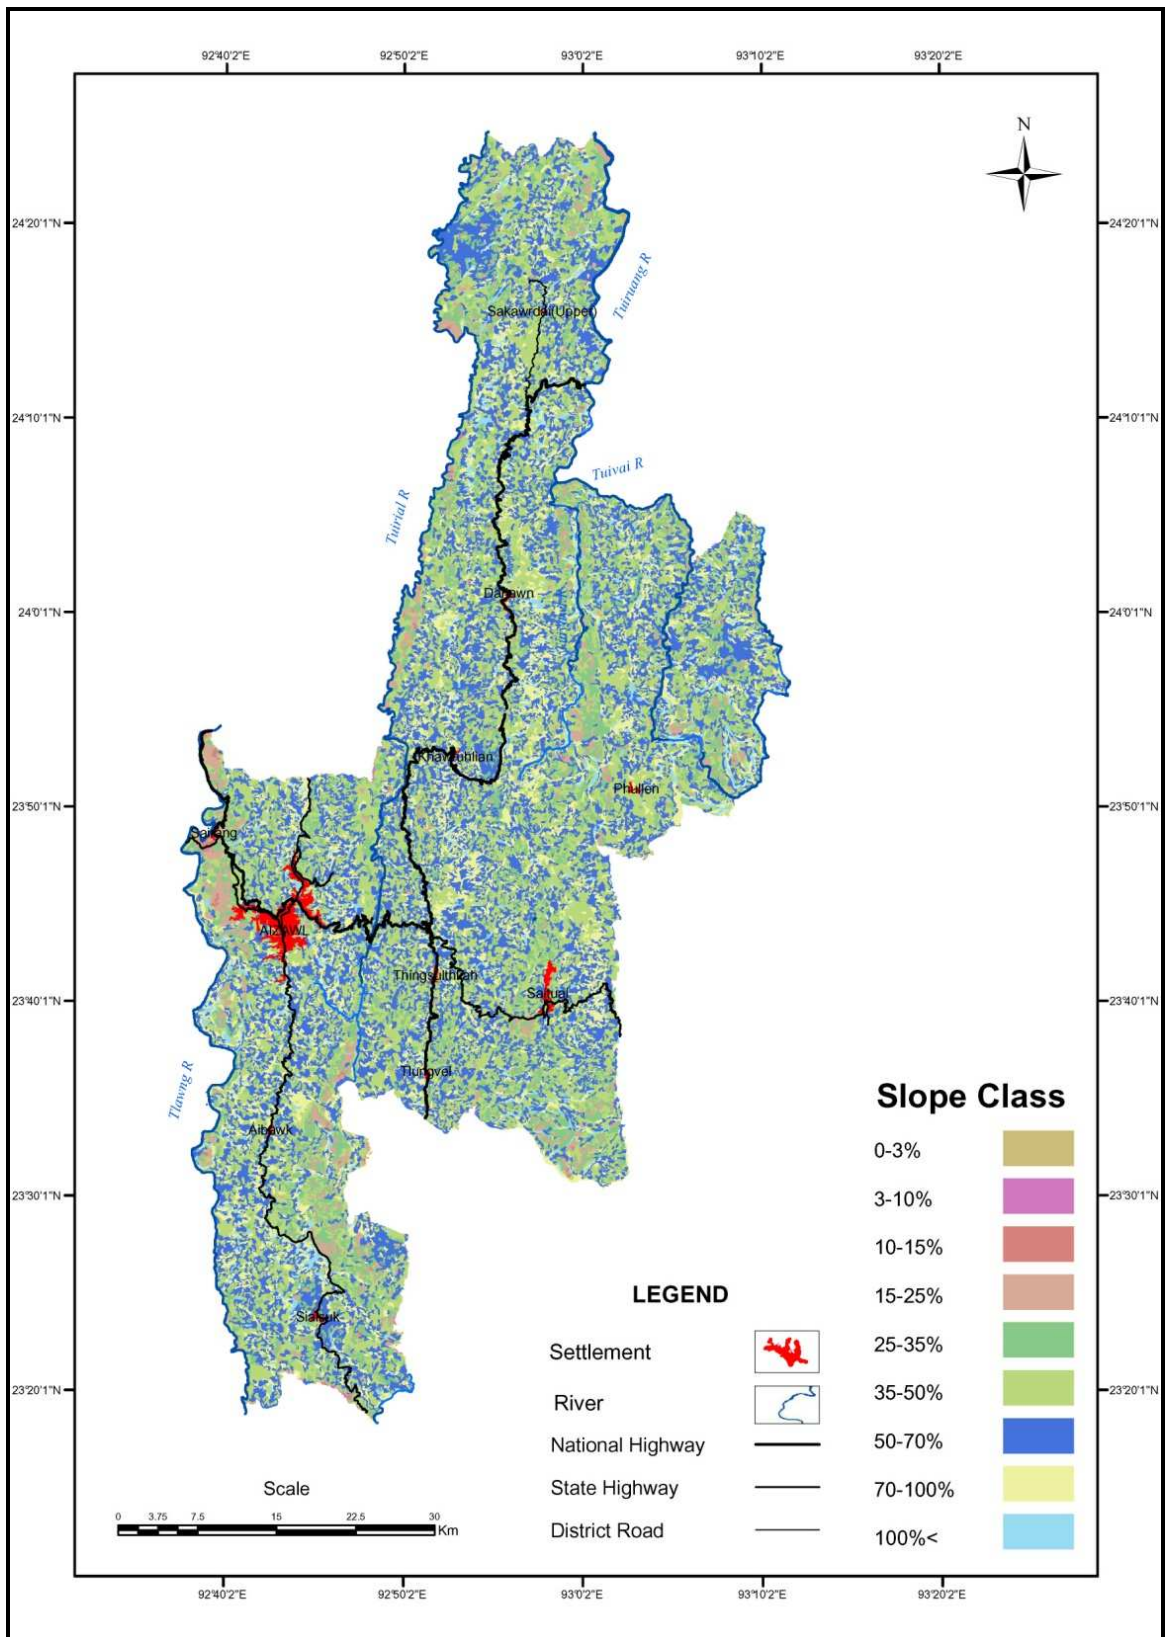 92°40'2"E 92°50'2"E 93°0'2"E 93°10'2"E 93°20'2"E
N
24°20'1"N 24°20'1"N
Tuiruang R
Sakawrdai(Upper)
24°10'1"N 24°10'1"N
Tuivai R
Tuirial R
Darlawn
24°0'1"N 24°0'1"N
Khawruhlian
Phullen
23°50'1"N 23°50'1"N
Sairang
AIZAWL
Thingsulthliah
Saitual
23°40'1"N 23°40'1"N
Tlungvel
Tlawng R
Aibawk
23°30'1"N 23°30'1"N
Sialsuk
23°20'1"N 23°20'1"N
Slope Class
0-3%
3-10%
10-15%
15-25%
25-35%
35-50%
50-70%
70-100%
100%<
LEGEND
Settlement
River
National Highway
State Highway
District Road
Scale
0 3.75 7.5 15 22.5 30
Km
92°40'2"E 92°50'2"E 93°0'2"E 93°10'2"E 93°20'2"E